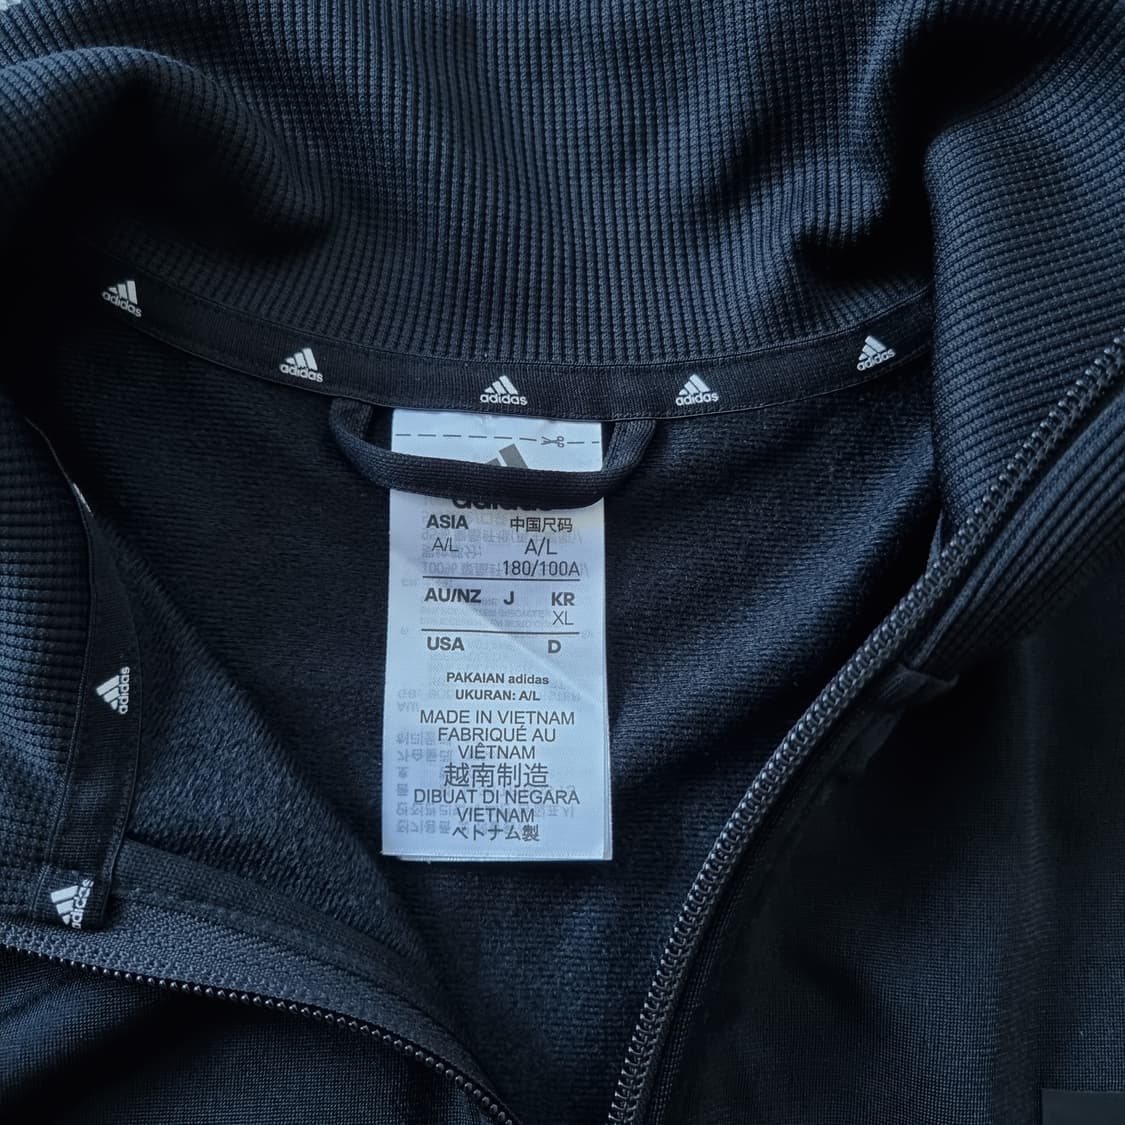 adidas
adidas
adidas
adidas
adidas
adidas
ASIA 中国尺码
A/L A/L
180/100A
AU/NZ J KR
XL
USA D
PAKAIAN adidas
UKURAN: A/L
MADE IN VIETNAM
FABRIQUÉ AU
VIÊTNAM
越南制造
DIBUAT DI NEGARA
VIETNAM
ベトナム製
adidas
adidas